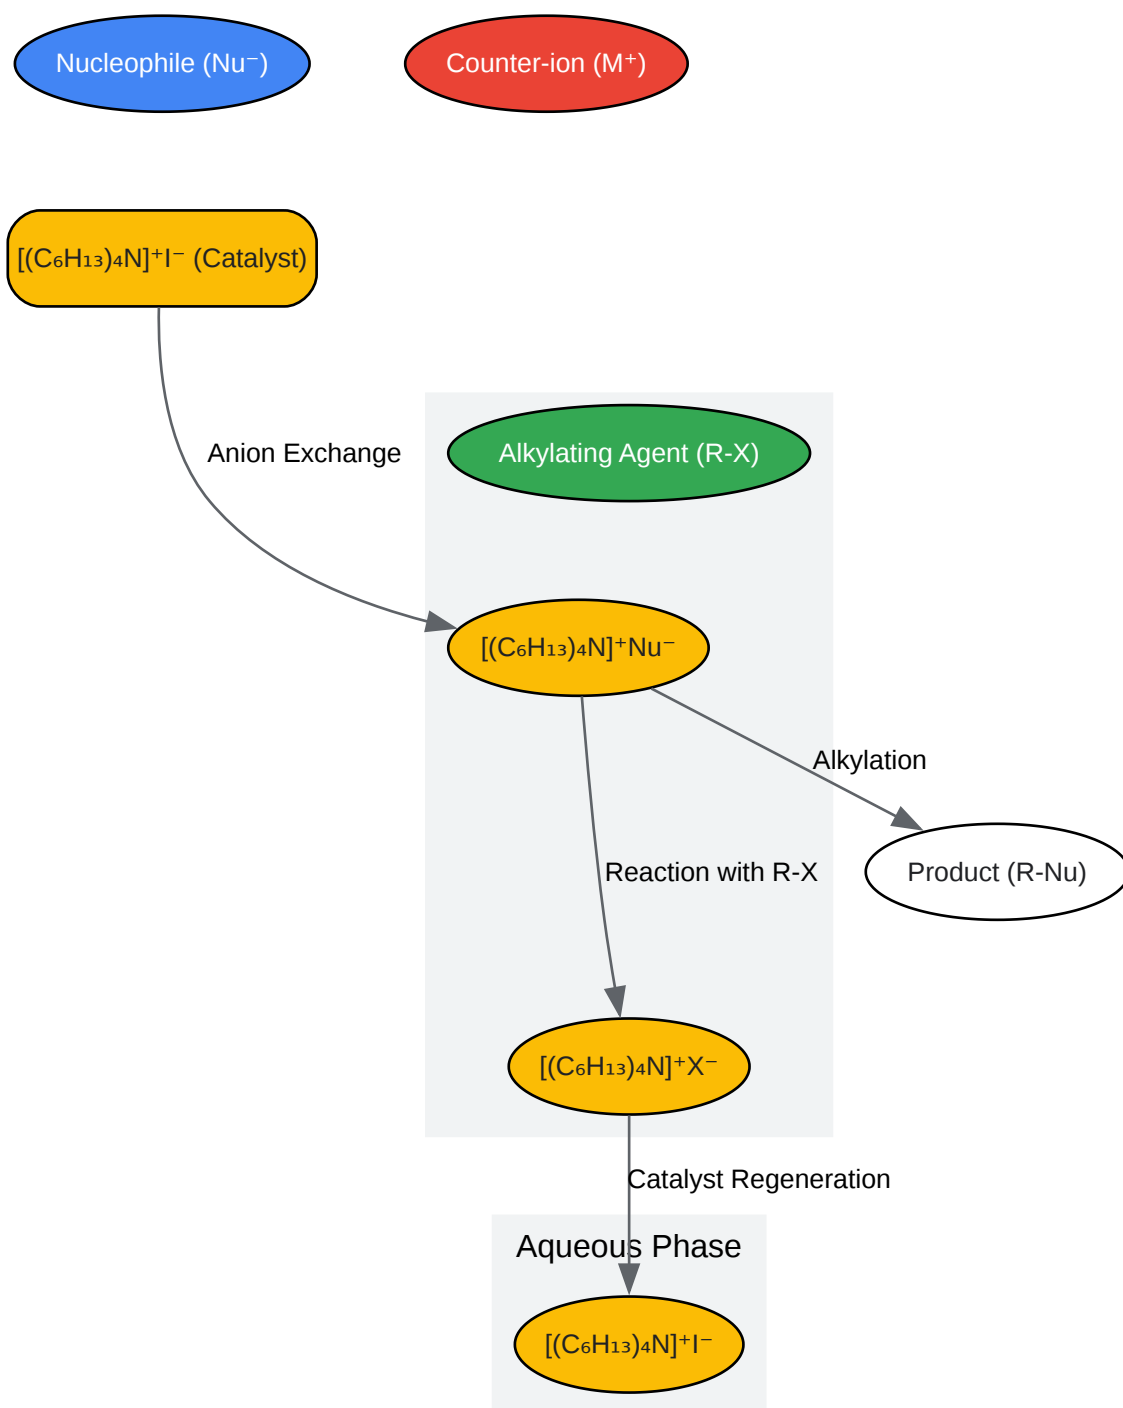 Nucleophile (Nu⁻)
Counter-ion (M⁺)
[(C₆H₁₃)₄N]⁺I⁻ (Catalyst)
Anion Exchange
Alkylating Agent (R-X)
[(C₆H₁₃)₄N]⁺Nu⁻
Alkylation
Reaction with R-X
Product (R-Nu)
[(C₆H₁₃)₄N]⁺X⁻
Catalyst Regeneration
Aqueous Phase
[(C₆H₁₃)₄N]⁺I⁻